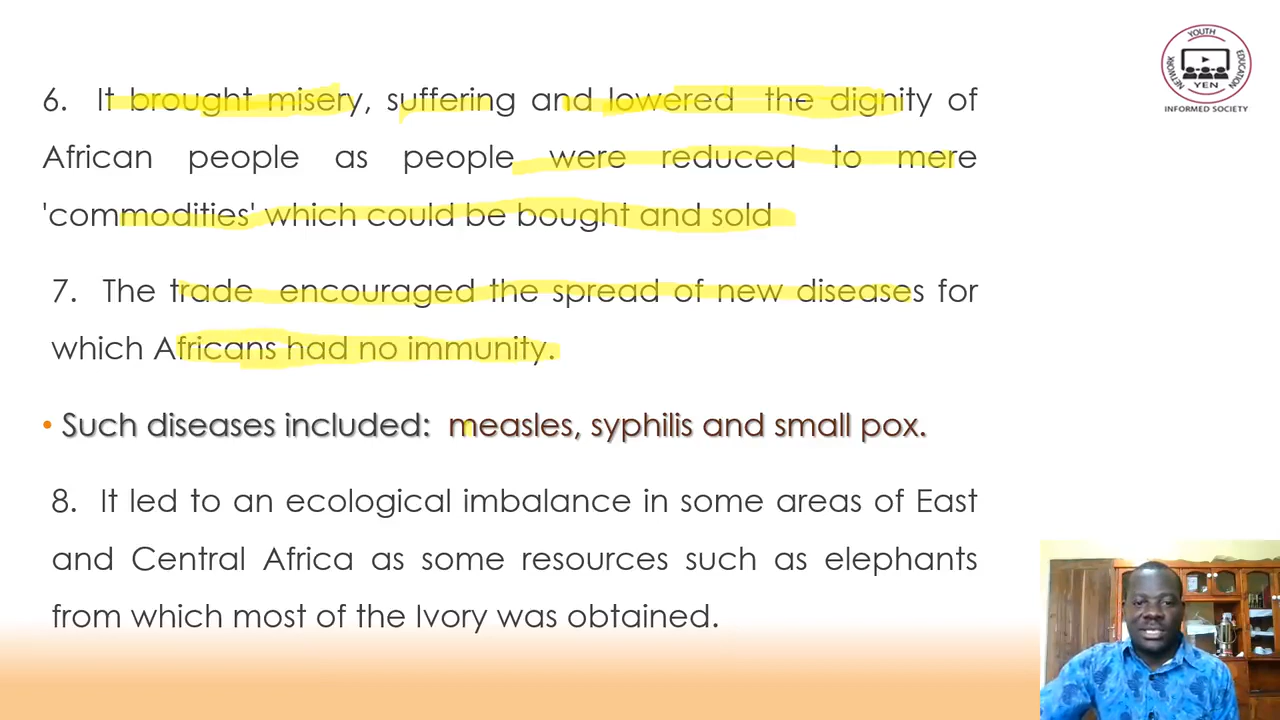 YOUTH
EDUCATION
NETWORK
YEN
INFORMED SOCIETY
6. It brought misery, suffering and lowered the dignity of
African people as people were reduced to mere
'commodities' which could be bought and sold
7. The trade encouraged the spread of new diseases for
which Africans had no immunity.
• Such diseases included: measles, syphilis and small pox.
8. It led to an ecological imbalance in some areas of East
and Central Africa as some resources such as elephants
from which most of the Ivory was obtained.